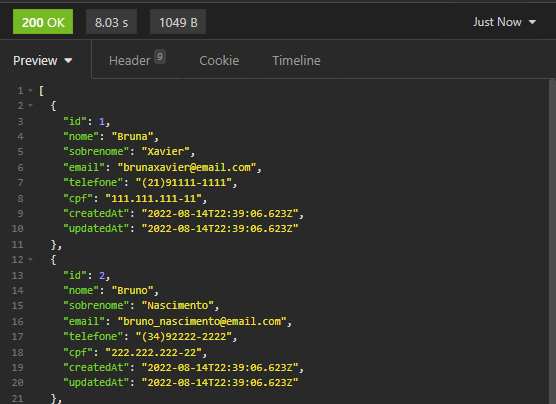 200 OK 8.03 s 1049 B Just Now
Preview Header 9 Cookie Timeline
1 [
2 {
3 "id": 1,
4 "nome": "Bruna",
5 "sobrenome": "Xavier",
6 "email": "brunaxavier@email.com",
7 "telefone": "(21)91111-1111",
8 "cpf": "111.111.111-11",
9 "createdAt": "2022-08-14T22:39:06.623Z",
10 "updatedAt": "2022-08-14T22:39:06.623Z"
11 },
12 {
13 "id": 2,
14 "nome": "Bruno",
15 "sobrenome": "Nascimento",
16 "email": "bruno_nascimento@email.com",
17 "telefone": "(34)92222-2222",
18 "cpf": "222.222.222-22",
19 "createdAt": "2022-08-14T22:39:06.623Z",
20 "updatedAt": "2022-08-14T22:39:06.623Z"
21 },